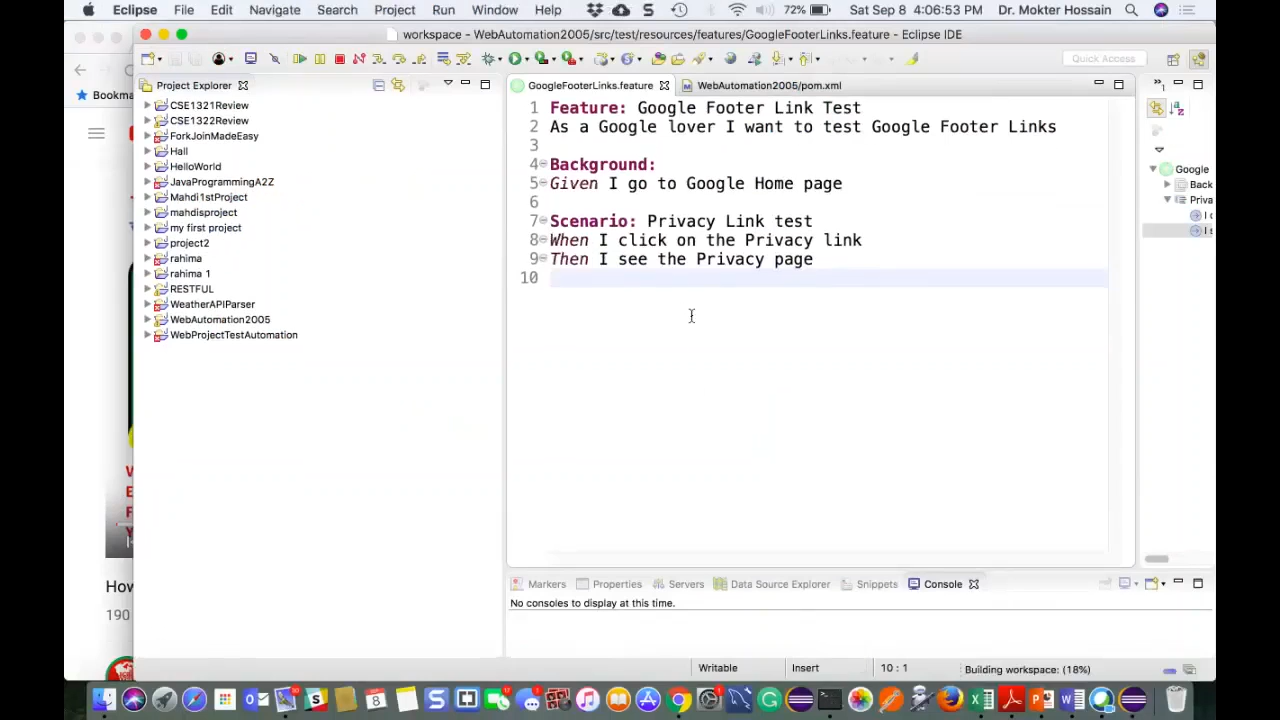 Eclipse File Edit Navigate Search Project Run Window Help 72% Sat Sep 8 4:06:53 PM Dr. Mokter Hossain
workspace - WebAutomation2005/src/test/resources/features/GoogleFooterLinks.feature - Eclipse IDE
Quick Access
Bookma
Project Explorer
GoogleFooterLinks.feature WebAutomation2005/pom.xml
CSE1321Review
CSE1322Review
ForkJoinMadeEasy
Hall
HelloWorld
JavaProgrammingA2Z
Mahdi1stProject
mahdisproject
my first project
project2
rahima
rahima 1
RESTFUL
WeatherAPIParser
WebAutomation2005
WebProjectTestAutomation
1 Feature: Google Footer Link Test
2 As a Google lover I want to test Google Footer Links
3
4 Background:
5 Given I go to Google Home page
6
7 Scenario: Privacy Link test
8 When I click on the Privacy link
9 Then I see the Privacy page
10
Google
Back
Priva
I
I s
How
190
Markers Properties Servers Data Source Explorer Snippets Console
No consoles to display at this time.
Writable Insert 10 : 1 Building workspace: (18%)